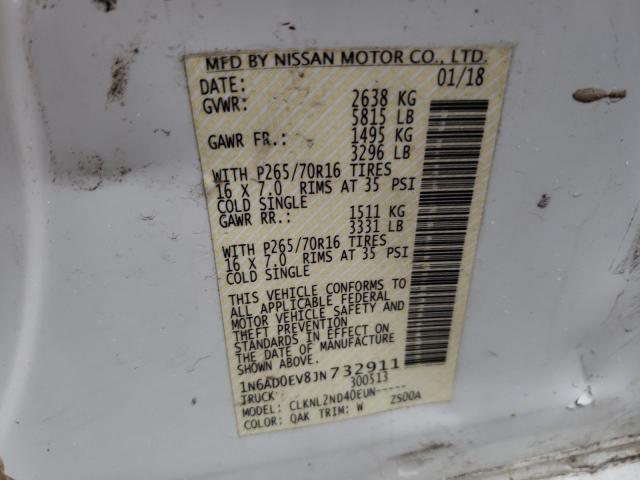 MFD BY NISSAN MOTOR CO., LTD.
DATE: 01/18
GVWR: 2638 KG
5815 LB
GAWR FR.: 1495 KG
3296 LB
WITH P265/70R16 TIRES
16 X 7.0 RIMS AT 35 PSI
COLD SINGLE
GAWR RR.: 1511 KG
3331 LB
WITH P265/70R16 TIRES
16 X 7.0 RIMS AT 35 PSI
COLD SINGLE
THIS VEHICLE CONFORMS TO
ALL APPLICABLE FEDERAL
MOTOR VEHICLE SAFETY AND
THEFT PREVENTION
STANDARDS IN EFFECT ON
THE DATE OF MANUFACTURE
SHOWN ABOVE.
1N6AD0EV8JN732911
TRUCK 300513
MODEL: CLKNL2ND40EUN-----
COLOR: QAK TRIM: W ZS00A